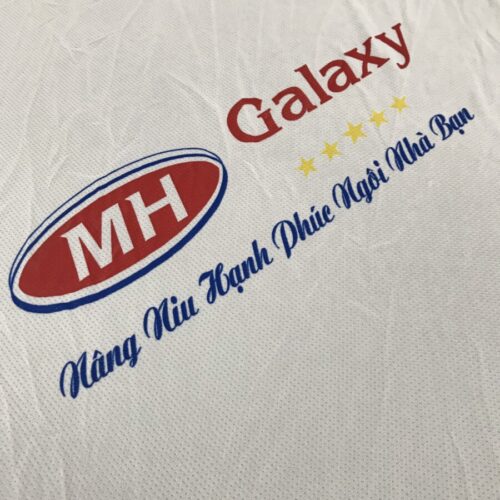 Galaxy
MH
Nâng Niu Hạnh Phúc Ngôi Nhà Bạn